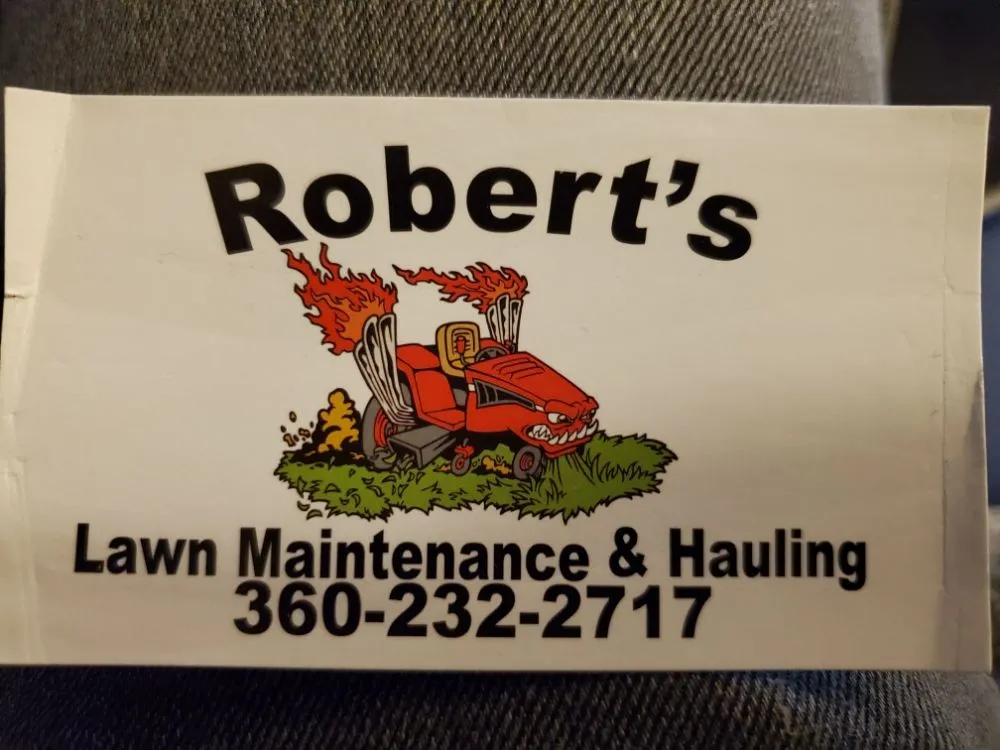 Robert's
Lawn Maintenance & Hauling
360-232-2717